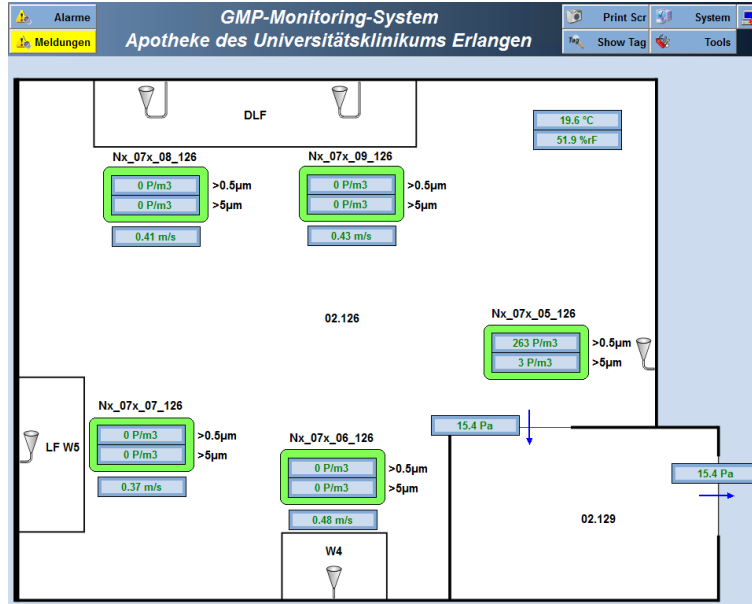 Alarme
Meldungen
GMP-Monitoring-System
Apotheke des Universitätsklinikums Erlangen
Print Scr
System
Tag
Show Tag
Tools
DLF
19.6 °C
51.9 %rF
Nx_07x_08_126
0 P/m3 >0.5µm
0 P/m3 >5µm
0.41 m/s
Nx_07x_09_126
0 P/m3 >0.5µm
0 P/m3 >5µm
0.43 m/s
02.126
Nx_07x_05_126
263 P/m3 >0.5µm
3 P/m3 >5µm
LF W5
Nx_07x_07_126
0 P/m3 >0.5µm
0 P/m3 >5µm
0.37 m/s
Nx_07x_06_126
0 P/m3 >0.5µm
0 P/m3 >5µm
0.48 m/s
W4
15.4 Pa
15.4 Pa
02.129